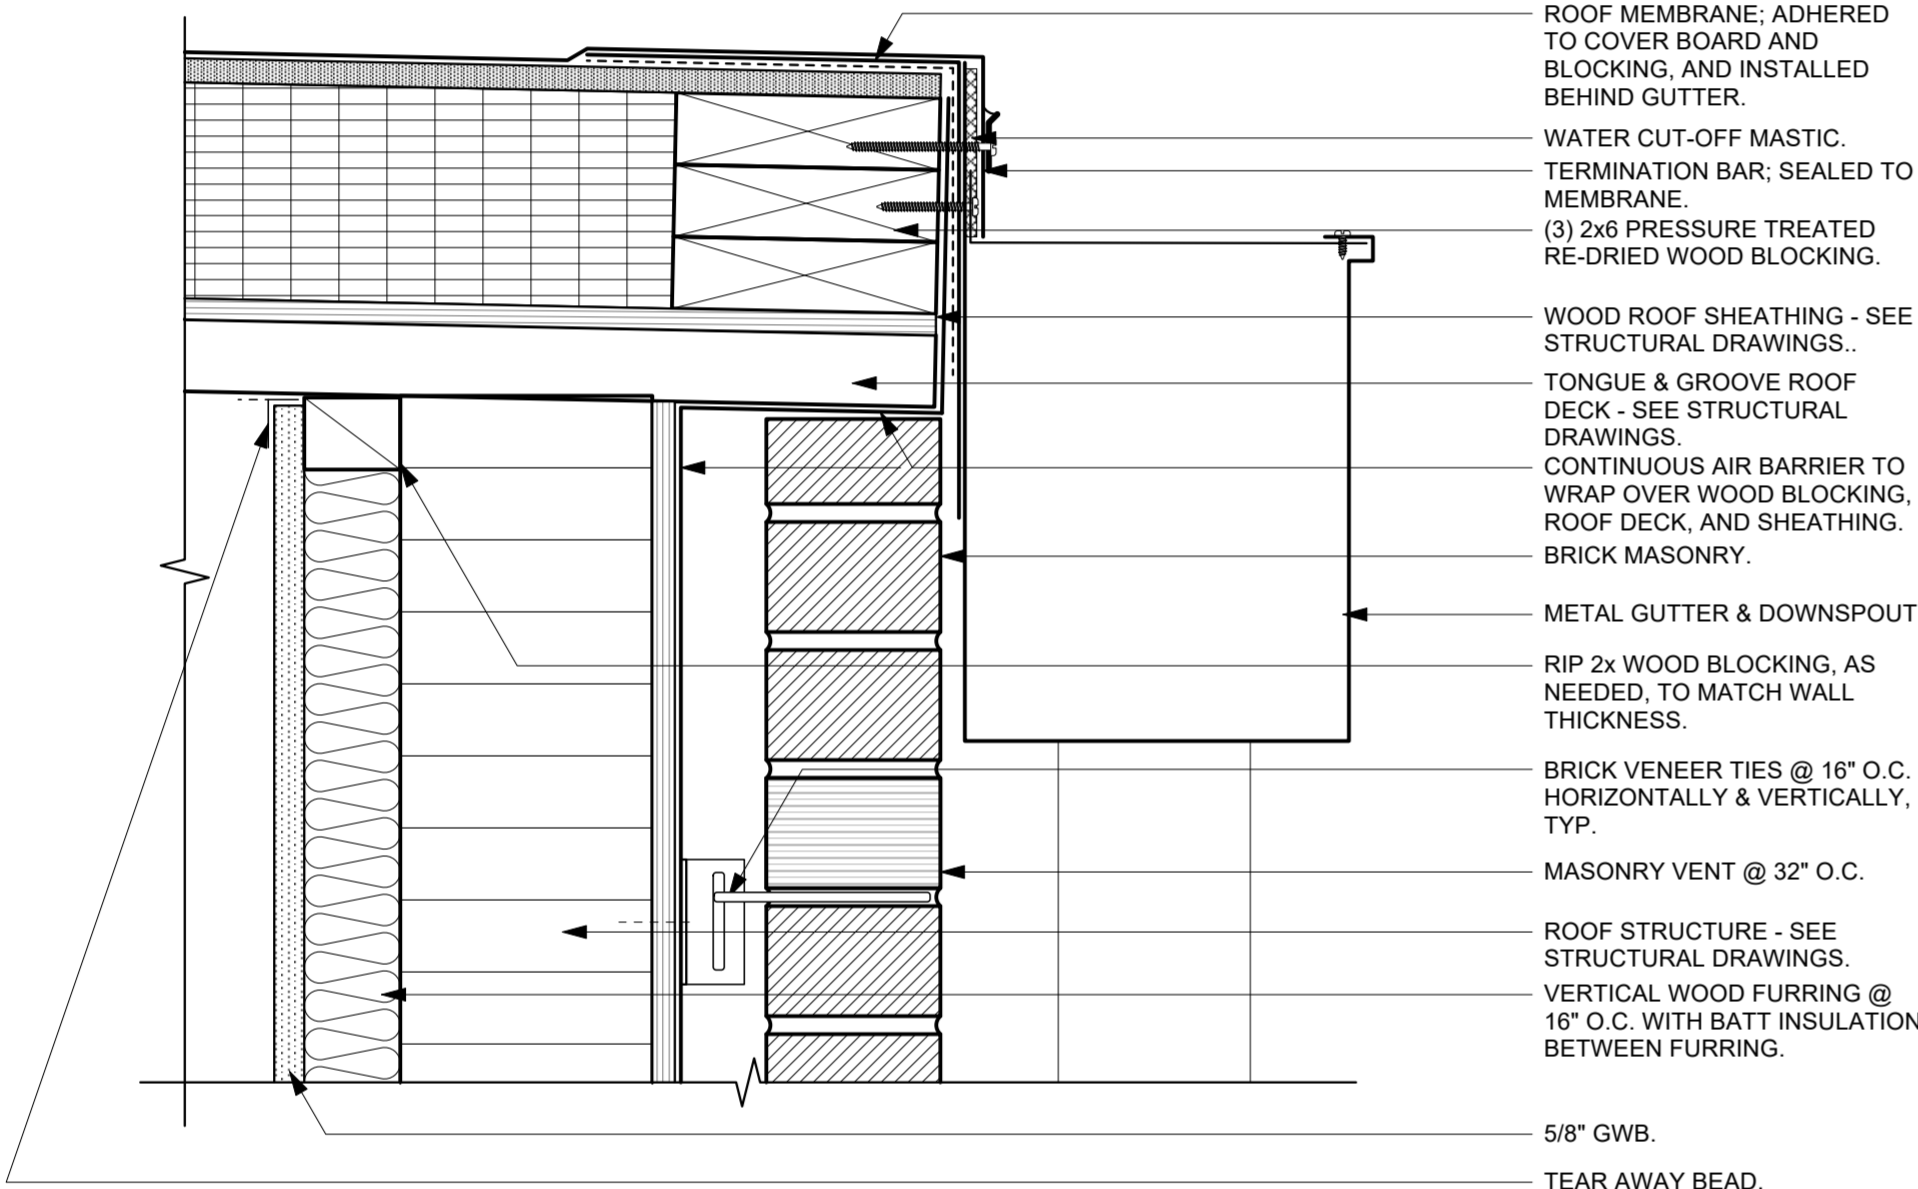 ROOF MEMBRANE; ADHERED
TO COVER BOARD AND
BLOCKING, AND INSTALLED
BEHIND GUTTER.
WATER CUT-OFF MASTIC.
TERMINATION BAR; SEALED TO
MEMBRANE.
(3) 2x6 PRESSURE TREATED
RE-DRIED WOOD BLOCKING.
WOOD ROOF SHEATHING - SEE
STRUCTURAL DRAWINGS..
TONGUE & GROOVE ROOF
DECK - SEE STRUCTURAL
DRAWINGS.
CONTINUOUS AIR BARRIER TO
WRAP OVER WOOD BLOCKING,
ROOF DECK, AND SHEATHING.
BRICK MASONRY.
METAL GUTTER & DOWNSPOUT
RIP 2x WOOD BLOCKING, AS
NEEDED, TO MATCH WALL
THICKNESS.
BRICK VENEER TIES @ 16" O.C.
HORIZONTALLY & VERTICALLY,
TYP.
MASONRY VENT @ 32" O.C.
ROOF STRUCTURE - SEE
STRUCTURAL DRAWINGS.
VERTICAL WOOD FURRING @
16" O.C. WITH BATT INSULATION
BETWEEN FURRING.
5/8" GWB.
TEAR AWAY BEAD.